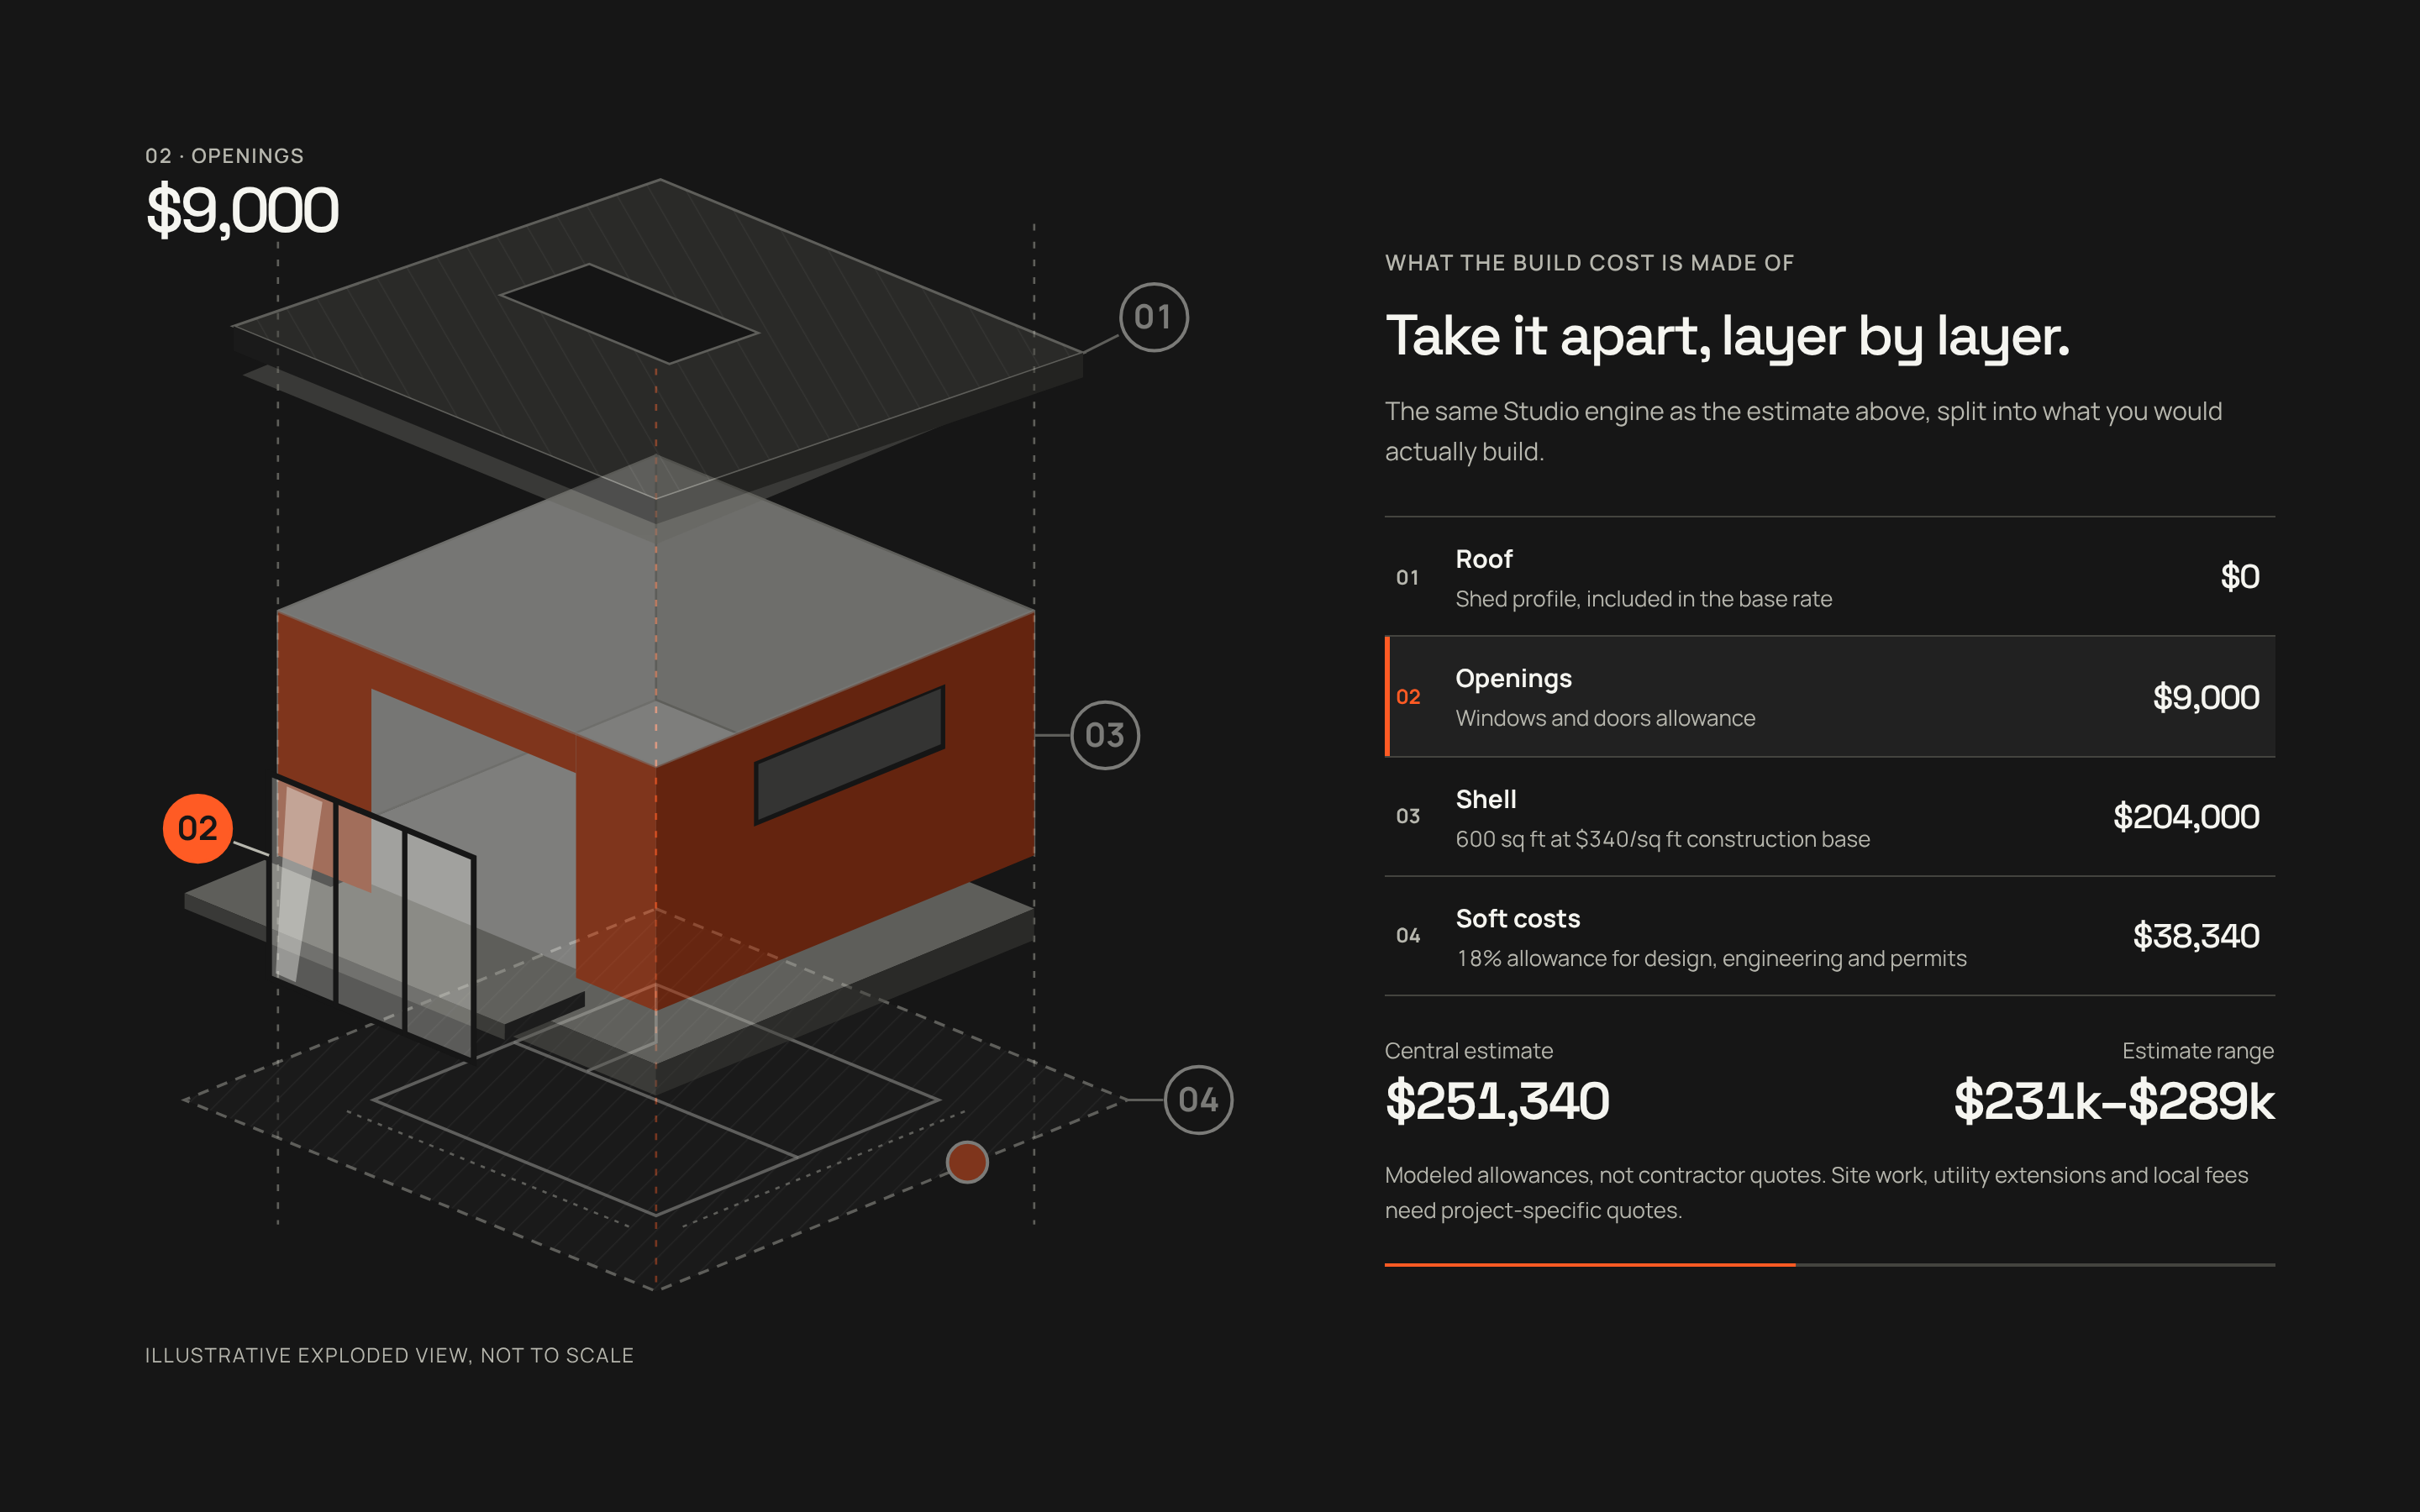 02 · OPENINGS
$9,000
01
03
02
04
ILLUSTRATIVE EXPLODED VIEW, NOT TO SCALE
WHAT THE BUILD COST IS MADE OF
Take it apart, layer by layer.
The same Studio engine as the estimate above, split into what you would
actually build.
01
Roof
Shed profile, included in the base rate
$0
02
Openings
Windows and doors allowance
$9,000
03
Shell
600 sq ft at $340/sq ft construction base
$204,000
04
Soft costs
18% allowance for design, engineering and permits
$38,340
Central estimate
$251,340
Estimate range
$231k–$289k
Modeled allowances, not contractor quotes. Site work, utility extensions and local fees
need project-specific quotes.